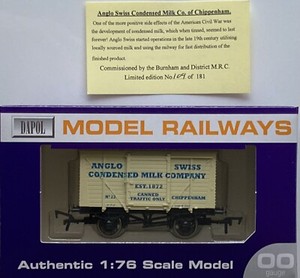 Anglo Swiss Condensed Milk Co. of Chippenham.
One of the more positive side effects of the American Civil War was
the development of condensed milk, which when tinned, seemed to last
forever! Anglo Swiss started operations in the late 19th century utilising
locally sourced milk and using the railway for fast distribution of the
finished product.
Commissioned by the Burnham and District M.R.C.
Limited edition No. of 181
DAPOL MODEL RAILWAYS
ANGLO SWISS
CONDENSED MILK COMPANY
EST. 1872
CANNED
TRAFFIC ONLY CHIPPENHAM
Authentic 1:76 Scale Model
OO
gauge